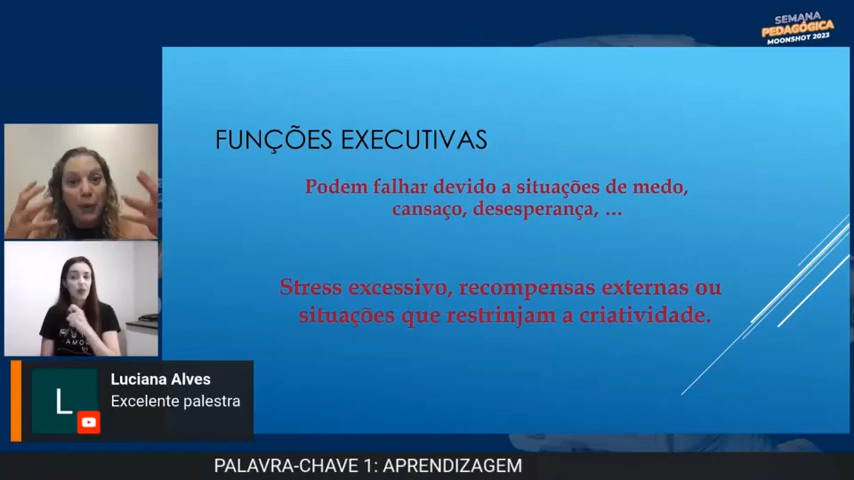 SEMANA
PEDAGÓGICA
MOONSHOT 2023
FUNÇÕES EXECUTIVAS
Podem falhar devido a situações de medo,
cansaço, desesperança, ...
Stress excessivo, recompensas externas ou
situações que restrinjam a criatividade.
AMOR
L
Luciana Alves
Excelente palestra
PALAVRA-CHAVE 1: APRENDIZAGEM